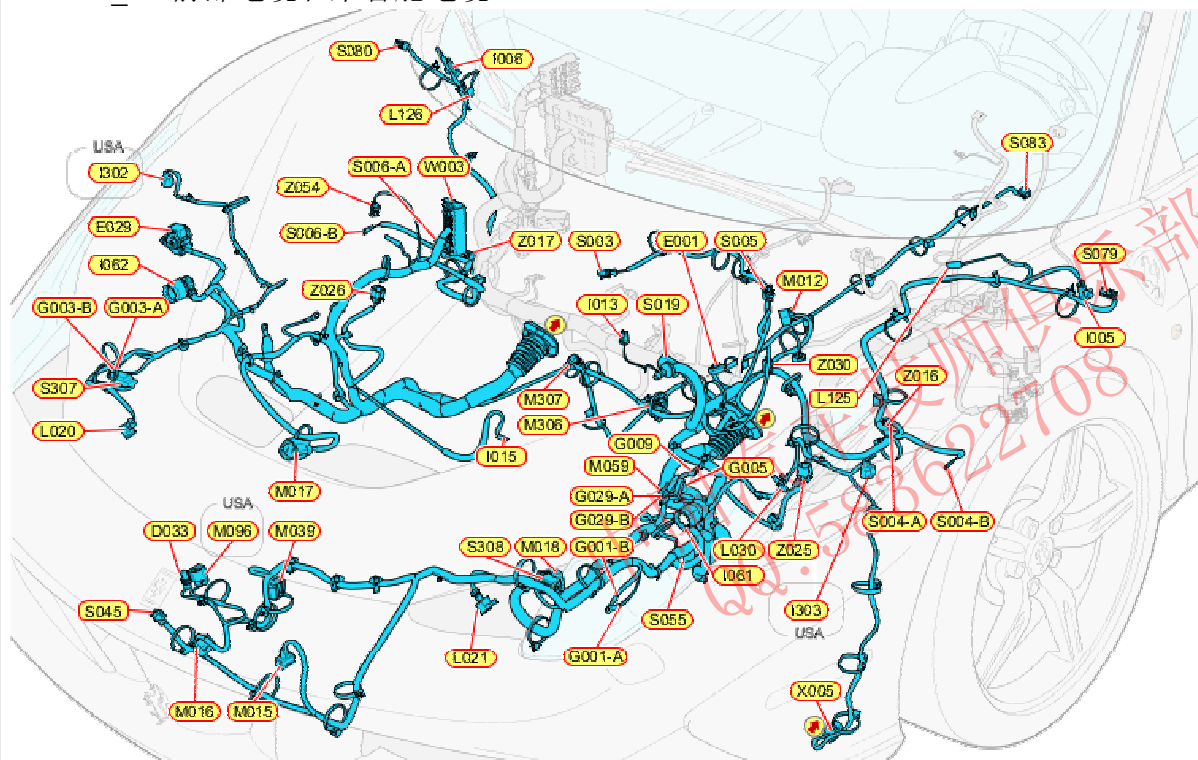 S080
I008
L126
USA
I302
S006-A
W003
S083
Z054
E029
S006-B
Z017
S003
E001
S005
I062
S079
Z026
M012
G003-B
G003-A
I013
S019
I005
S307
Z030
Z016
M307
L125
L020
M306
I015
G009
M059
G005
M017
G029-A
USA
G029-B
S004-A
S004-B
D033
M096
M039
S308
M018
G001-B
L030
Z025
I061
S045
S055
I303
USA
L021
G001-A
X005
M016
M015
QQ:583622708